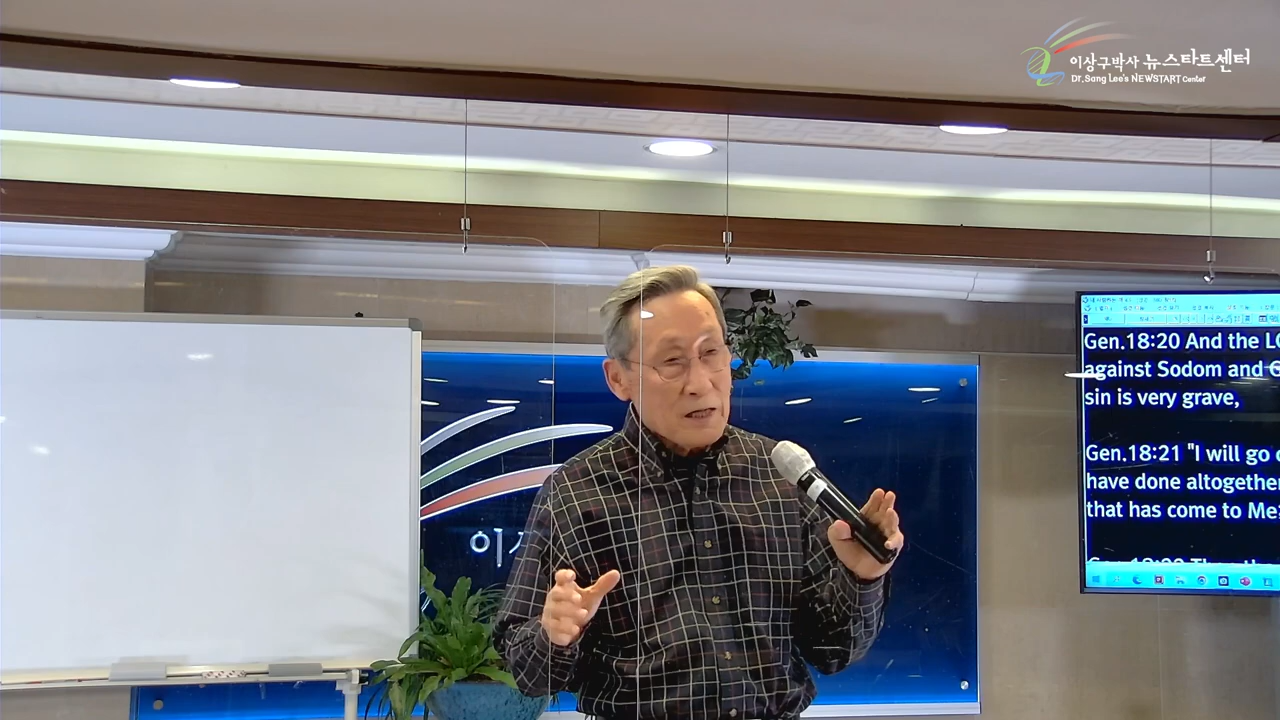 이상구박사 뉴스타트센터
Dr. Sang Lee's NEWSTART Center
Gen.18:20 And the LO
against Sodom and G
sin is very grave,
Gen.18:21 "I will go
have done altogether
that has come to Me
이